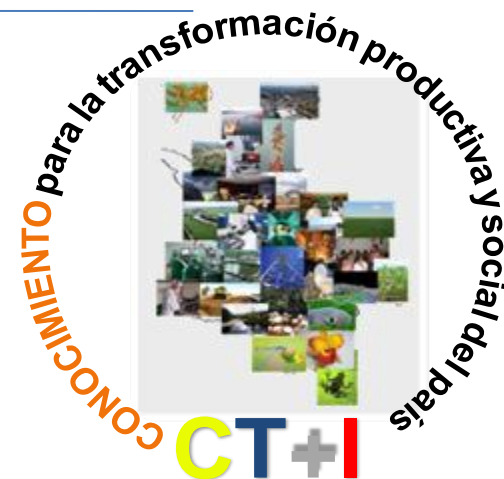 CONOCIMIENTO para la transformación productiva y social del país
CT+I